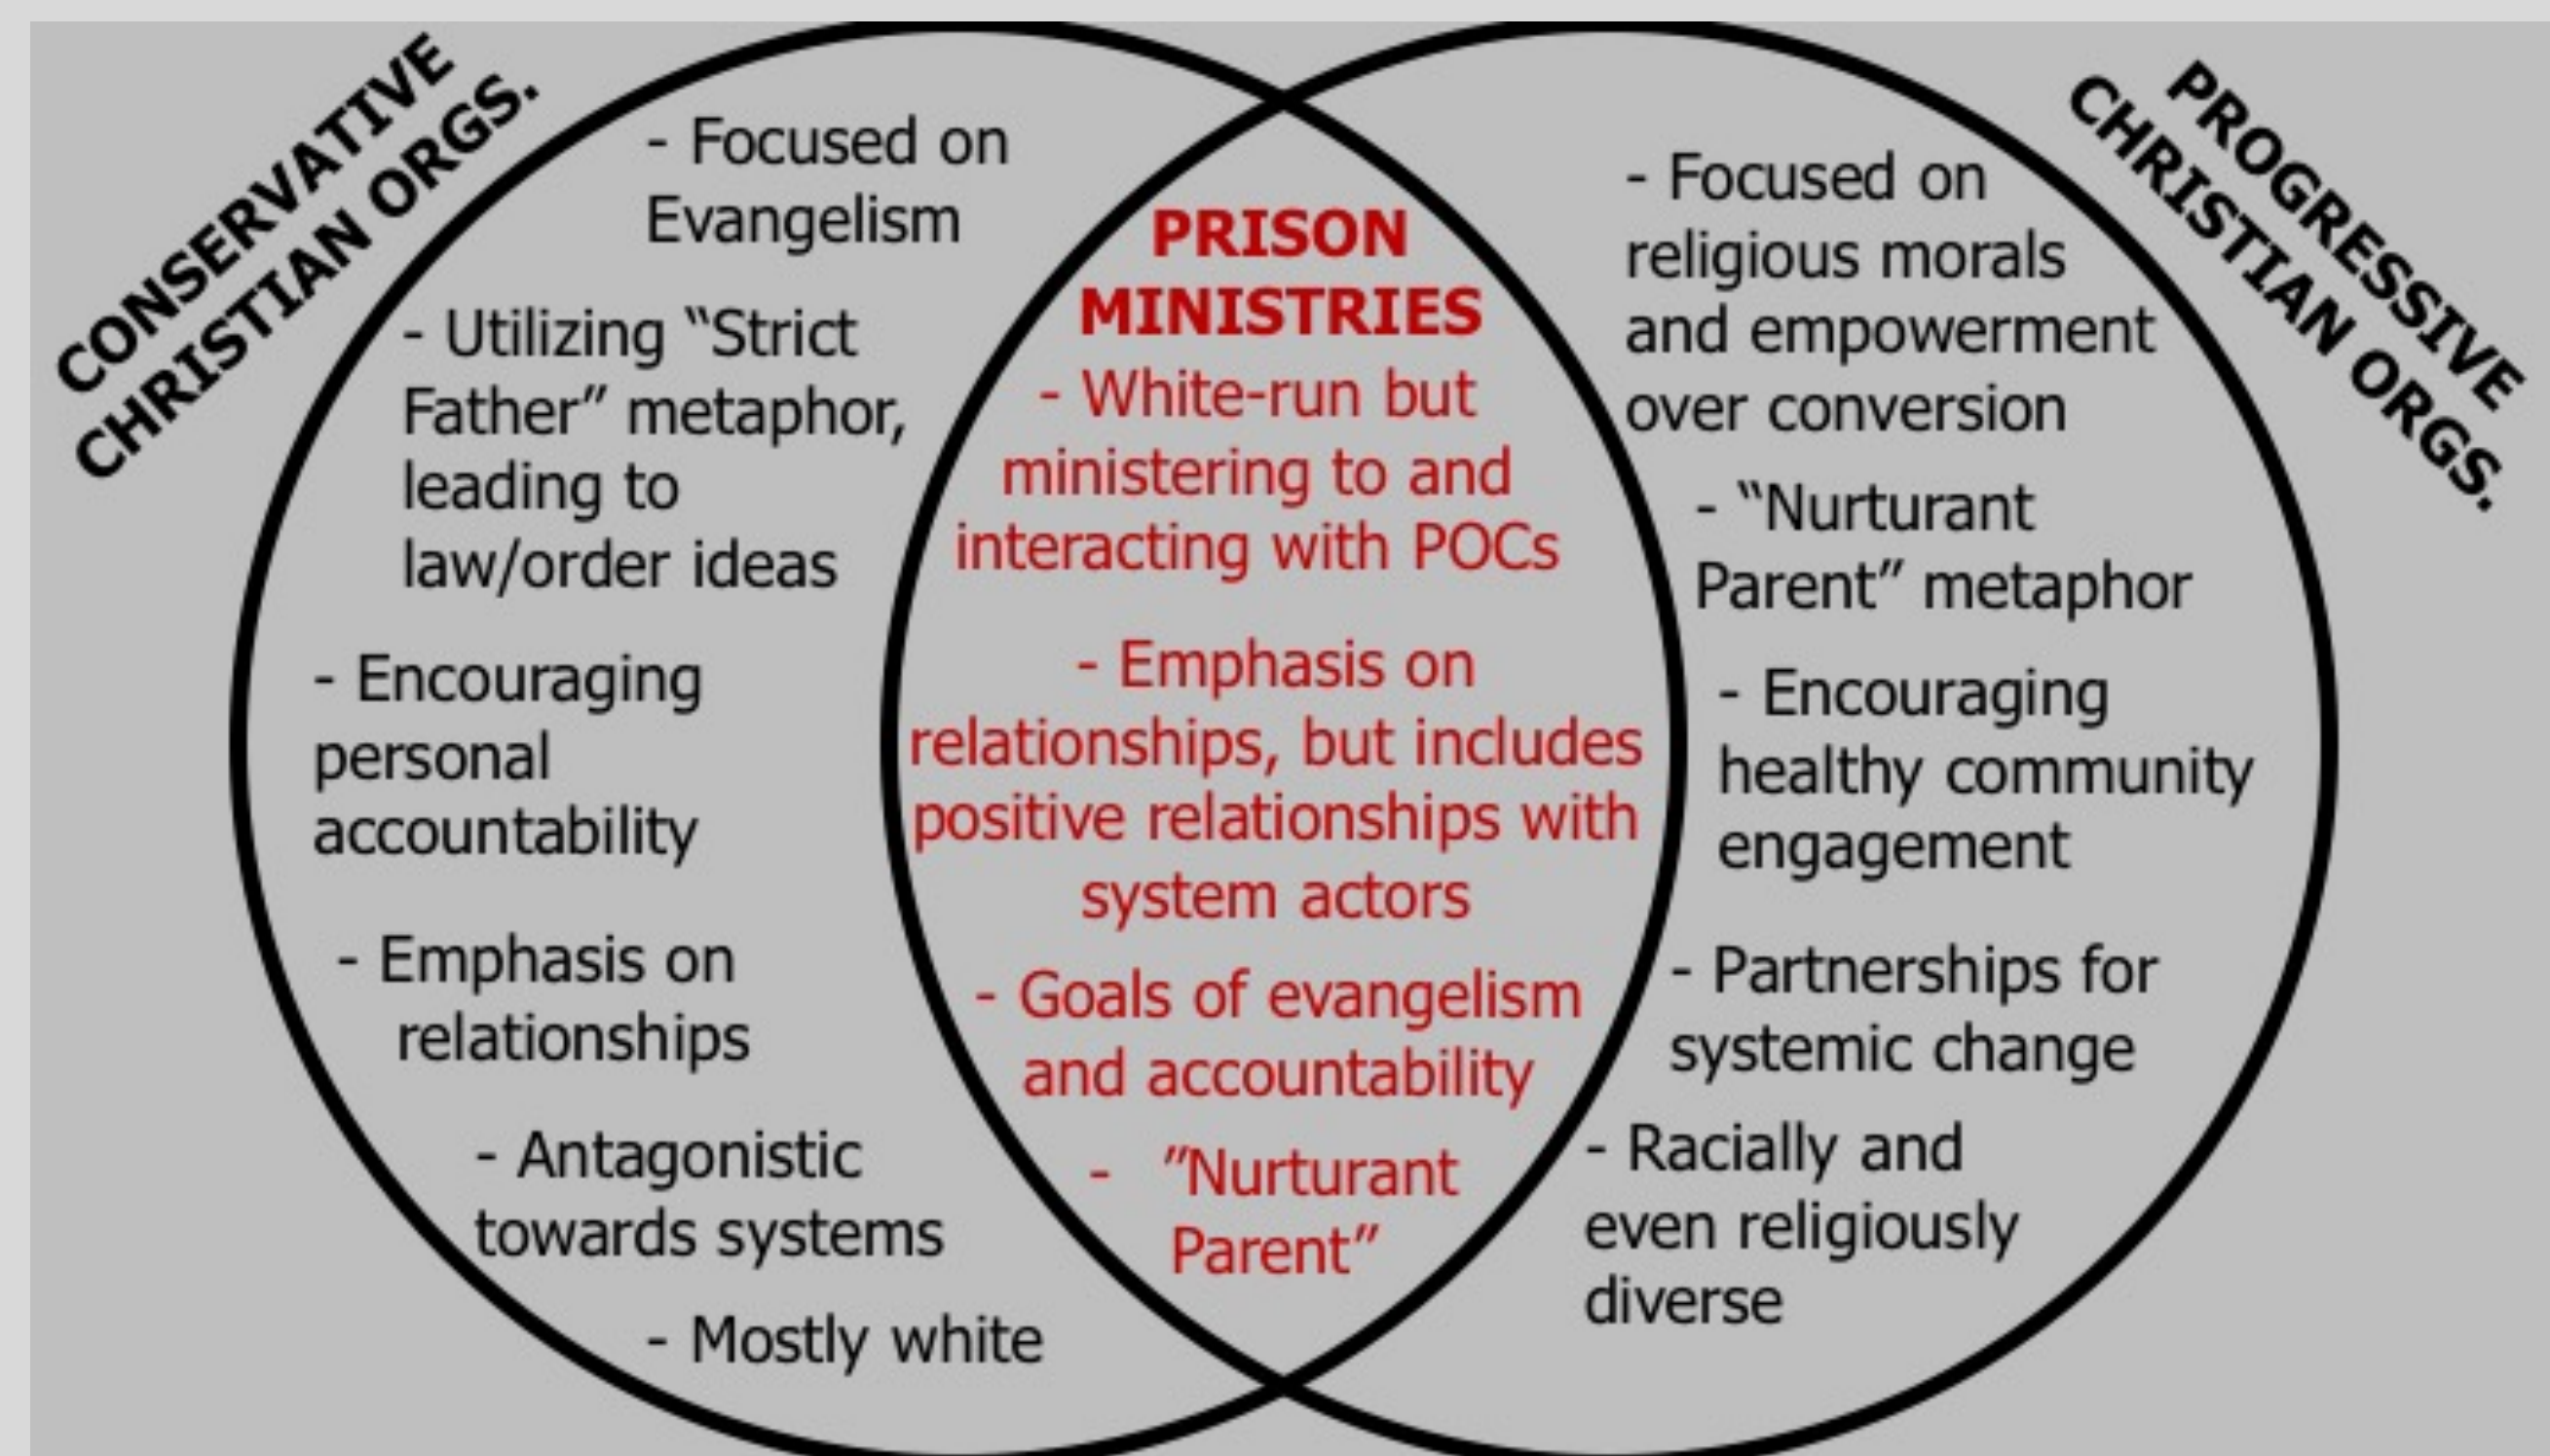 CONSERVATIVE
CHRISTIAN ORGS.
- Focused on
Evangelism
- Utilizing “Strict
Father” metaphor,
leading to
law/order ideas
- Encouraging
personal
accountability
- Emphasis on
relationships
- Antagonistic
towards systems
- Mostly white
PRISON
MINISTRIES
- White-run but
ministering to and
interacting with POCs
- Emphasis on
relationships, but includes
positive relationships with
system actors
- Goals of evangelism
and accountability
- ”Nurturant
Parent”
PROGRESSIVE
CHRISTIAN ORGS.
- Focused on
religious morals
and empowerment
over conversion
- “Nurturant
Parent” metaphor
- Encouraging
healthy community
engagement
- Partnerships for
systemic change
- Racially and
even religiously
diverse